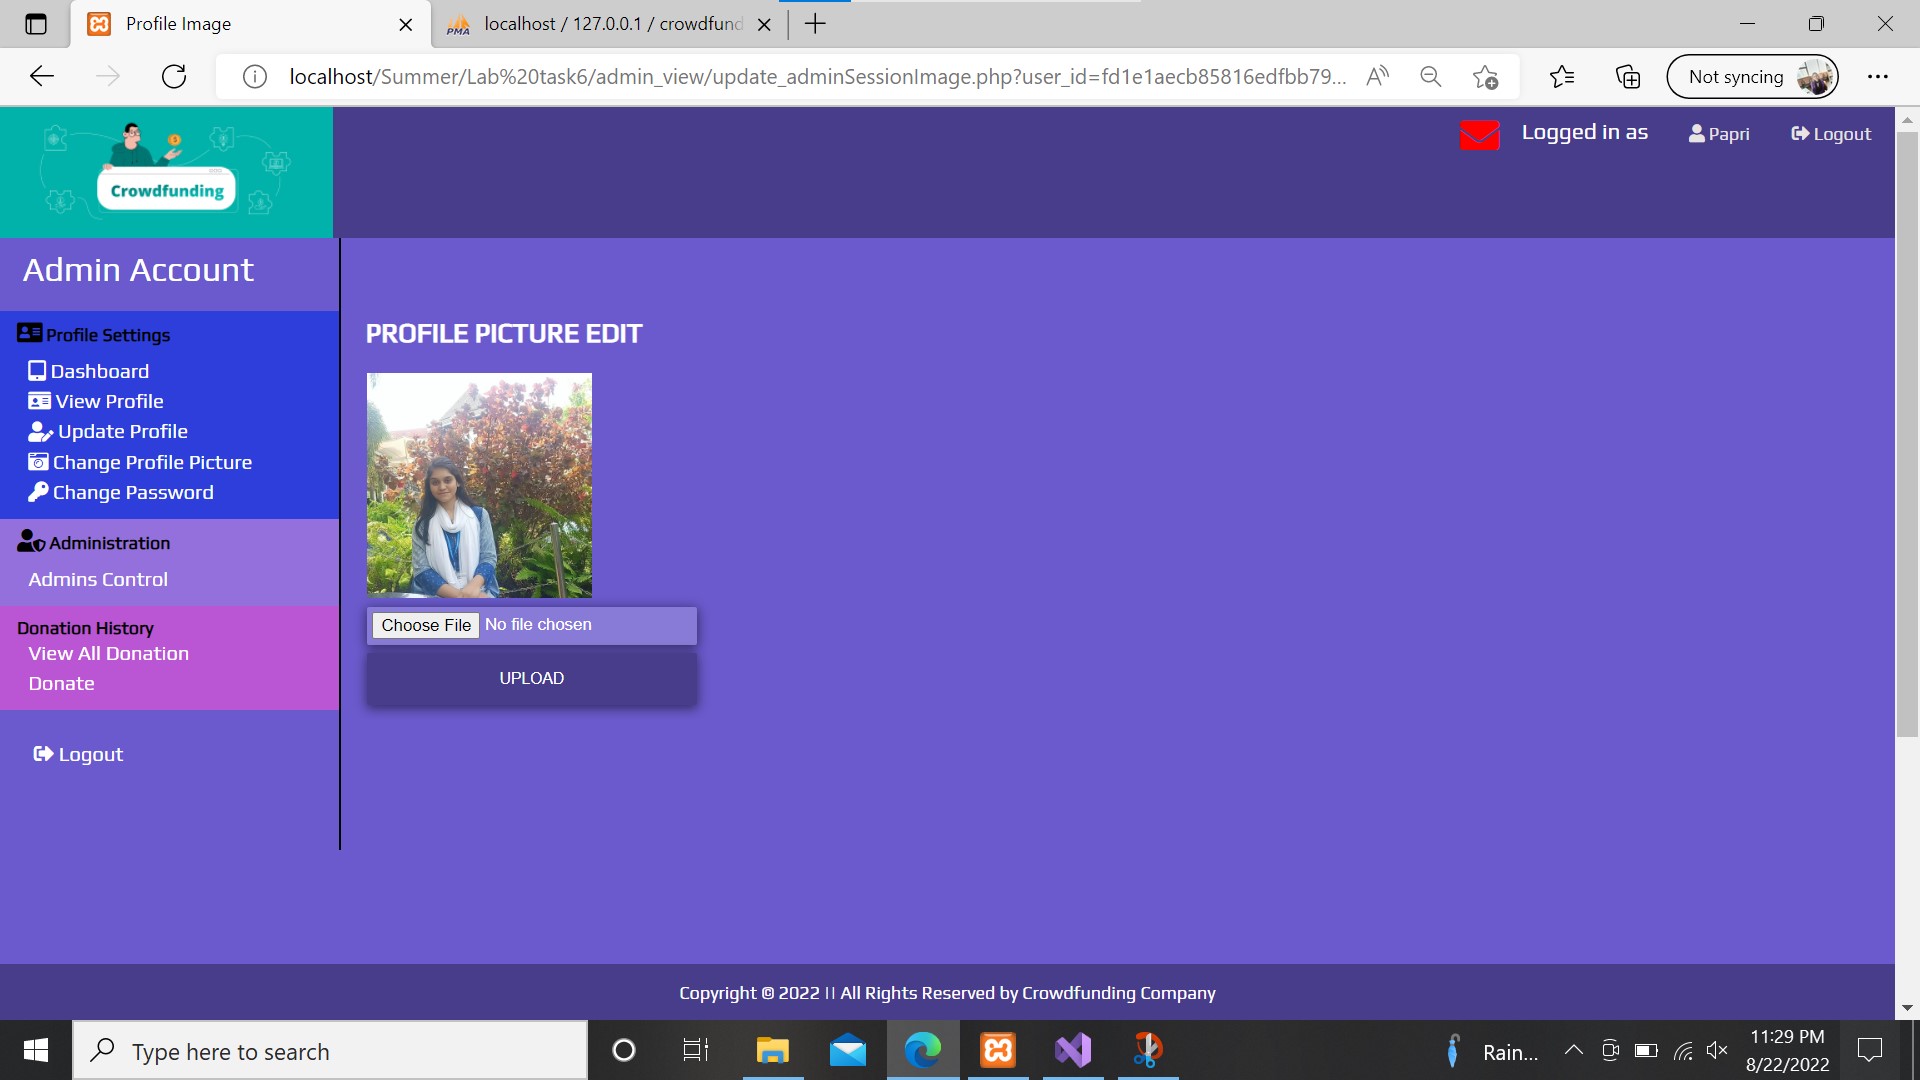 Profile Image
localhost / 127.0.0.1 / crowdfund
localhost/Summer/Lab%20task6/admin_view/update_adminSessionImage.php?user_id=fd1e1aecb85816edfbb79...
Not syncing
Crowdfunding
Logged in as
Papri
Logout
Admin Account
Profile Settings
Dashboard
View Profile
Update Profile
Change Profile Picture
Change Password
Administration
Admins Control
Donation History
View All Donation
Donate
Logout
PROFILE PICTURE EDIT
Choose File No file chosen
UPLOAD
Copyright © 2022 || All Rights Reserved by Crowdfunding Company
Type here to search
Rain...
11:29 PM
8/22/2022